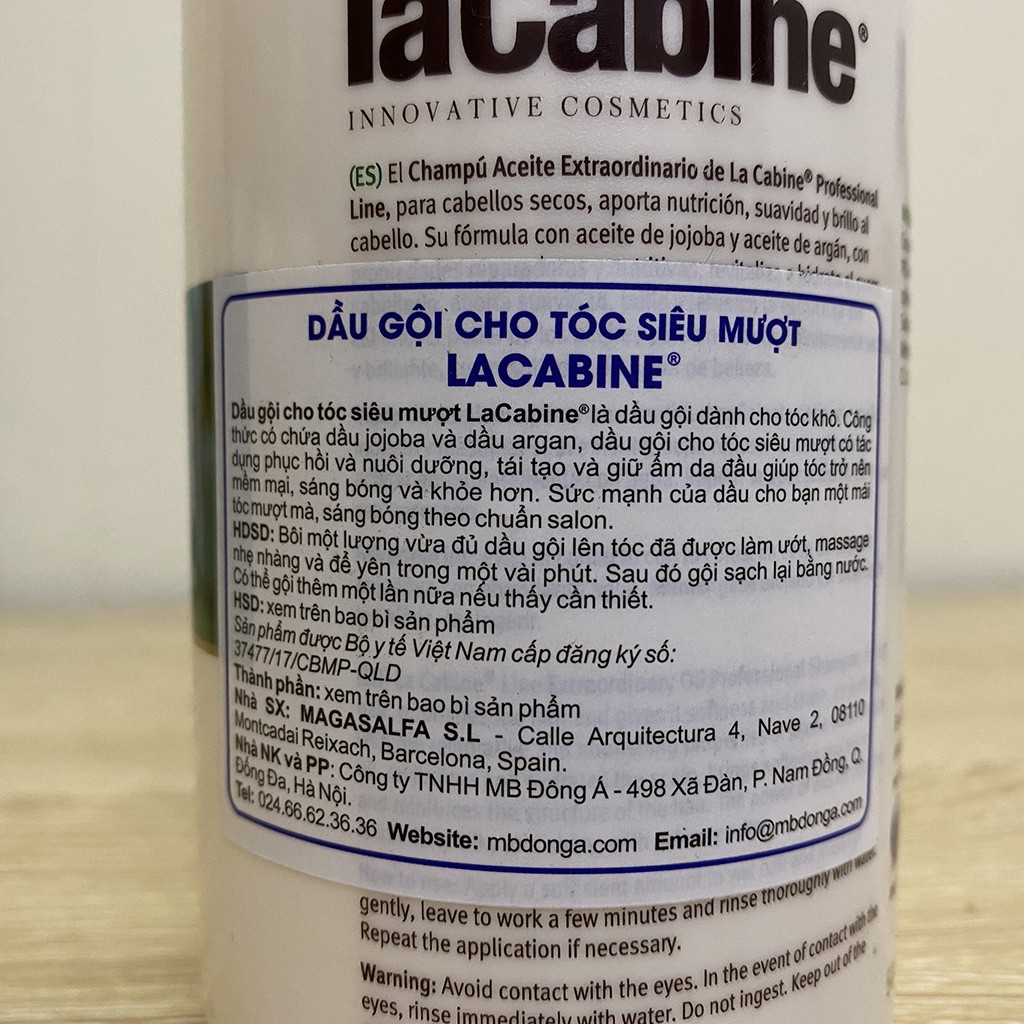 laCabine®
INNOVATIVE COSMETICS
(ES) El Champú Aceite Extraordinario de La Cabine® Professional
Line, para cabellos secos, aporta nutrición, suavidad y brillo al
cabello. Su fórmula con aceite de jojoba y aceite de argán, con
DẦU GỘI CHO TÓC SIÊU MƯỢT
LACABINE®
Dầu gội cho tóc siêu mượt LaCabine® là dầu gội dành cho tóc khô. Công
thức có chứa dầu jojoba và dầu argan, dầu gội cho tóc siêu mượt có tác
dụng phục hồi và nuôi dưỡng, tái tạo và giữ ẩm da đầu giúp tóc trở nên
mềm mại, sáng bóng và khỏe hơn. Sức mạnh của dầu cho bạn một mái
tóc mượt mà, sáng bóng theo chuẩn salon.
HDSD: Bôi một lượng vừa đủ dầu gội lên tóc đã được làm ướt, massage
nhẹ nhàng và để yên trong một vài phút. Sau đó gội sạch lại bằng nước.
Có thể gội thêm một lần nữa nếu thấy cần thiết.
HSD: xem trên bao bì sản phẩm
Sản phẩm được Bộ y tế Việt Nam cấp đăng ký số:
37477/17/CBMP-QLD
Thành phần: xem trên bao bì sản phẩm
Nhà SX: MAGASALFA S.L - Calle Arquitectura 4, Nave 2, 08110
Montcadai Reixach, Barcelona, Spain.
Nhà NK và PP: Công ty TNHH MB Đông Á - 498 Xã Đàn, P. Nam Đồng, Q.
Đống Đa, Hà Nội.
Tel: 024.66.62.36.36 Website: mbdonga.com Email: info@mbdonga.com
gently, leave to work a few minutes and rinse thoroughly with water.
Repeat the application if necessary.
Warning: Avoid contact with the eyes. In the event of contact with the
eyes, rinse immediately with water. Do not ingest. Keep out of the